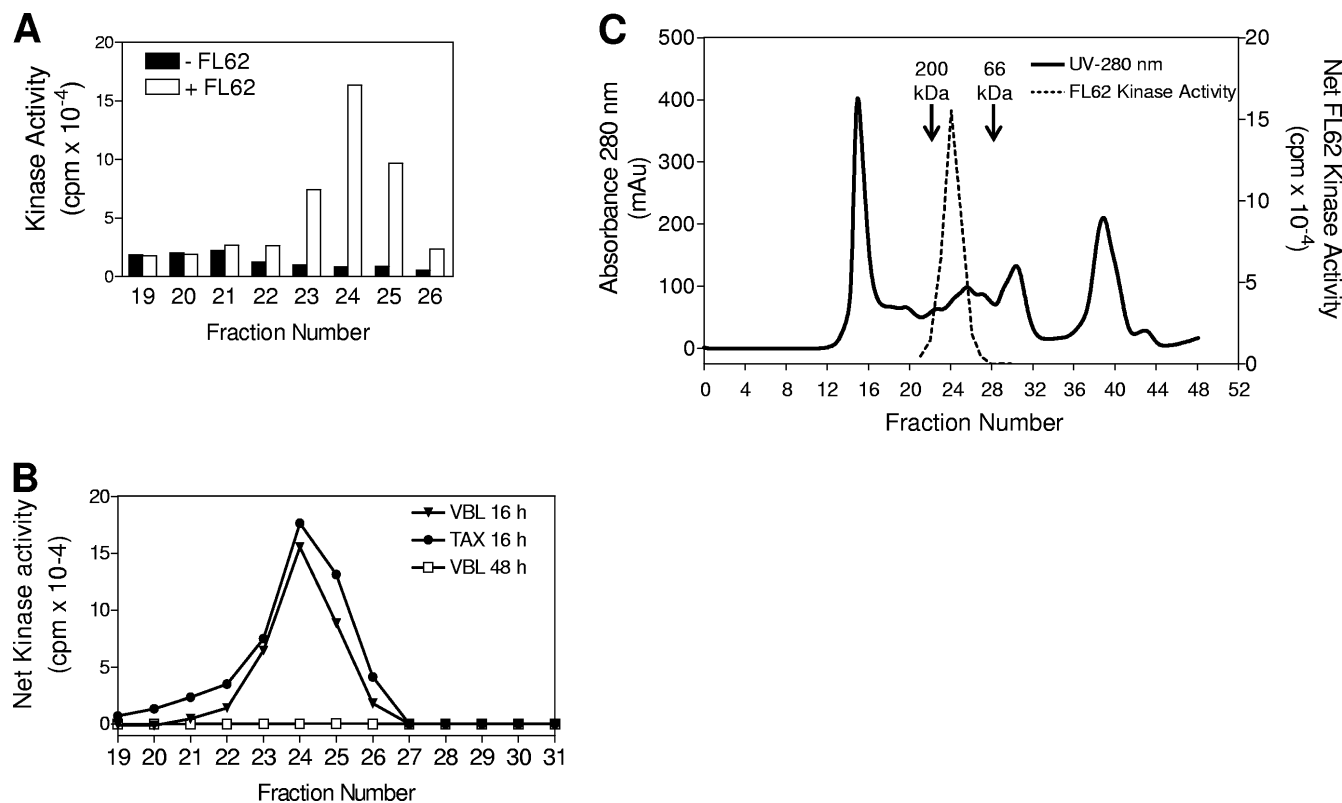 A
Kinase Activity
(cpm x 10-4)
20
15
10
5
0
- FL62
+ FL62
19 20 21 22 23 24 25 26
Fraction Number
B
Net Kinase activity
(cpm x 10-4)
20
15
10
5
0
VBL 16 h
TAX 16 h
VBL 48 h
19 20 21 22 23 24 25 26 27 28 29 30 31
Fraction Number
C
Absorbance 280 nm
(mAu)
500
400
300
200
100
0
200
kDa
66
kDa
UV-280 nm
FL62 Kinase Activity
20
15
10
5
0
Net FL62 Kinase Activity
(cpm x 10-4)
0 4 8 12 16 20 24 28 32 36 40 44 48 52
Fraction Number